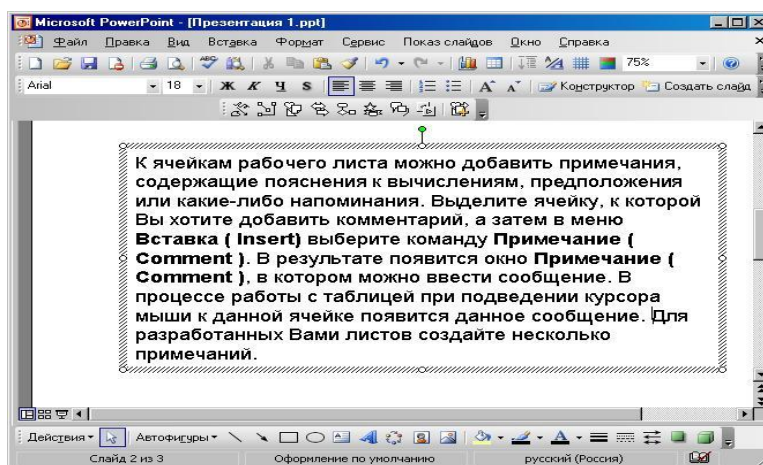 Microsoft PowerPoint - [Презентация 1.ppt]
Файл Правка Вид Вставка Формат Сервис Показ слайдов Окно Справка
75%
Arial 18 Ж К Ч S Конструктор Создать слайд
К ячейкам рабочего листа можно добавить примечания,
содержащие пояснения к вычислениям, предположения
или какие-либо напоминания. Выделите ячейку, к которой
Вы хотите добавить комментарий, а затем в меню
Вставка ( Insert) выберите команду Примечание (
Comment ). В результате появится окно Примечание (
Comment ), в котором можно ввести сообщение. В
процессе работы с таблицей при подведении курсора
мыши к данной ячейке появится данное сообщение. Для
разработанных Вами листов создайте несколько
примечаний.
Действия Автофигуры
Слайд 2 из 3 Оформление по умолчанию русский (Россия)